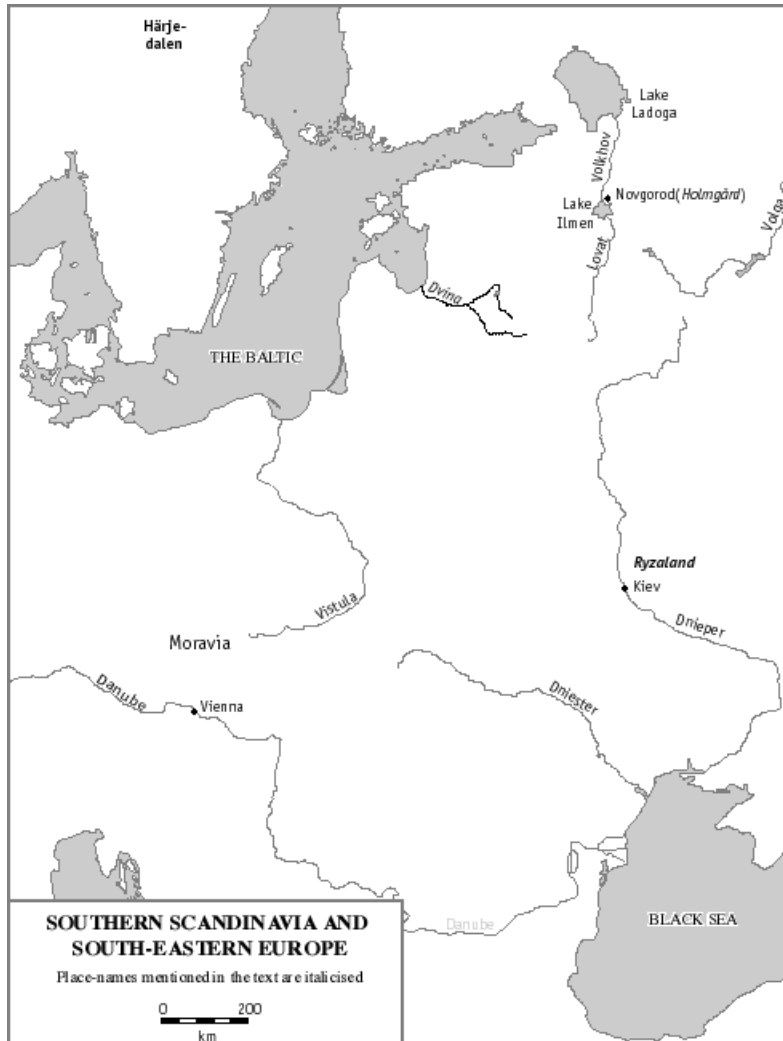 Härje-
dalen
Lake
Ladoga
Volkhov
Novgorod(Holmgård)
Lake
Ilmen
Volga
Lovat
Dvina
THE BALTIC
Ryzaland
Kiev
Vistula
Dnieper
Moravia
Danube
Vienna
Dniester
Danube
BLACK SEA
SOUTHERN SCANDINAVIA AND
SOUTH-EASTERN EUROPE
Place-names mentioned in the text are italicised
0 200
km